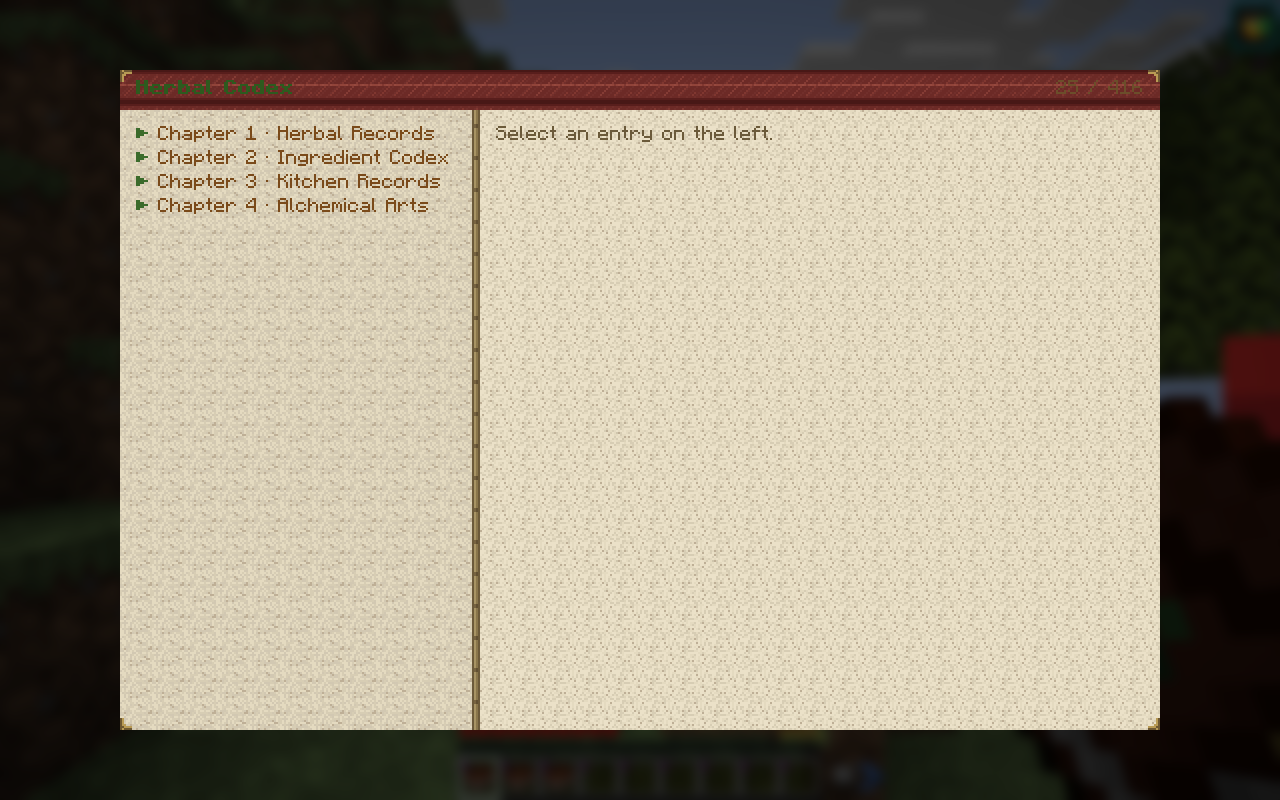 Herbal Codex
25 / 416
► Chapter 1 · Herbal Records
► Chapter 2 · Ingredient Codex
► Chapter 3 · Kitchen Records
► Chapter 4 · Alchemical Arts
Select an entry on the left.